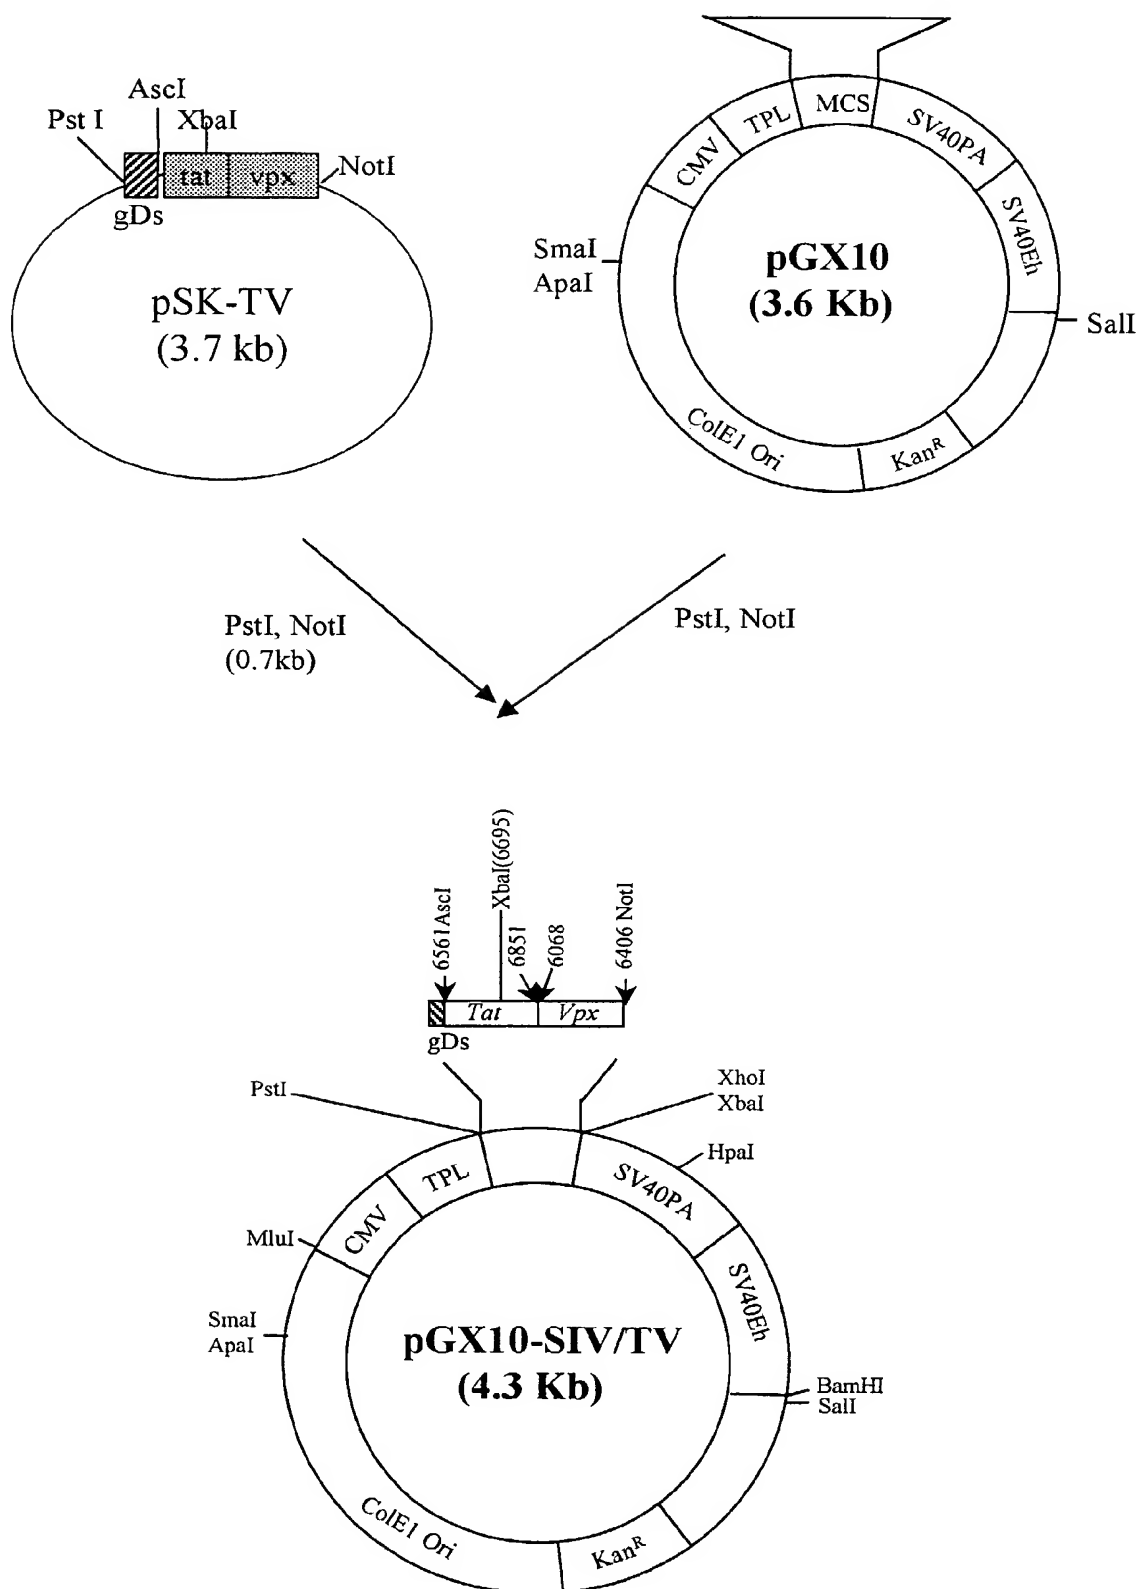 AscI
Pst I
XbaI
tat
vpx
NotI
gDs
pSK-TV
(3.7 kb)
MCS
TPL
SV40PA
CMV
SV40Eh
SmaI
ApaI
pGX10
(3.6 Kb)
SalI
ColE1 Ori
Kan^R
PstI, NotI
(0.7kb)
PstI, NotI
6561AscI
XbaI(6695)
6851
6068
6406 NotI
Tat
Vpx
gDs
PstI
XhoI
XbaI
HpaI
TPL
SV40PA
CMV
MluI
SV40Eh
SmaI
ApaI
pGX10-SIV/TV
(4.3 Kb)
BamHI
SalI
ColE1 Ori
Kan^R